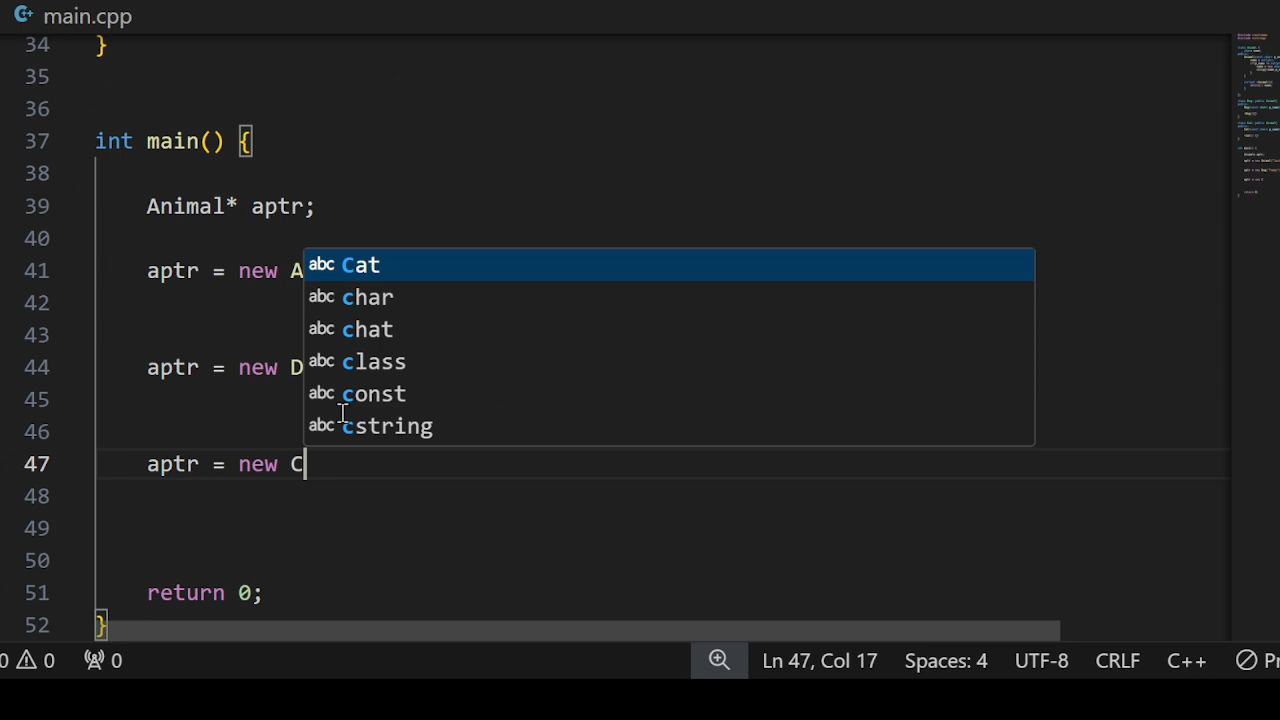 main.cpp
34 }
35
36
37 int main() {
38
39 Animal* aptr;
40
41 aptr = new A
42
43
44 aptr = new D
45
46
47 aptr = new C
48
49
50
51 return 0;
52 }
abc Cat
abc char
abc chat
abc class
abc const
abc cstring
0 0 0 Ln 47, Col 17 Spaces: 4 UTF-8 CRLF C++ Pr